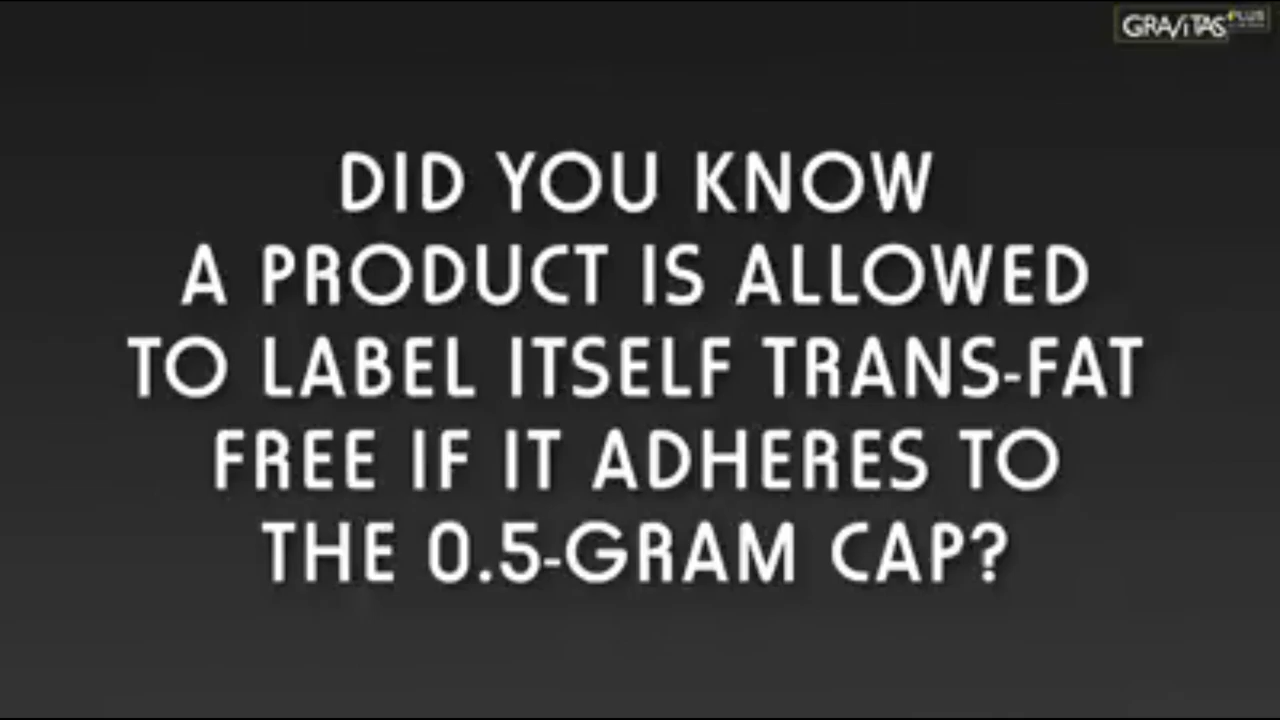 GRAVITAS PLUS
DID YOU KNOW
A PRODUCT IS ALLOWED
TO LABEL ITSELF TRANS-FAT
FREE IF IT ADHERES TO
THE 0.5-GRAM CAP?